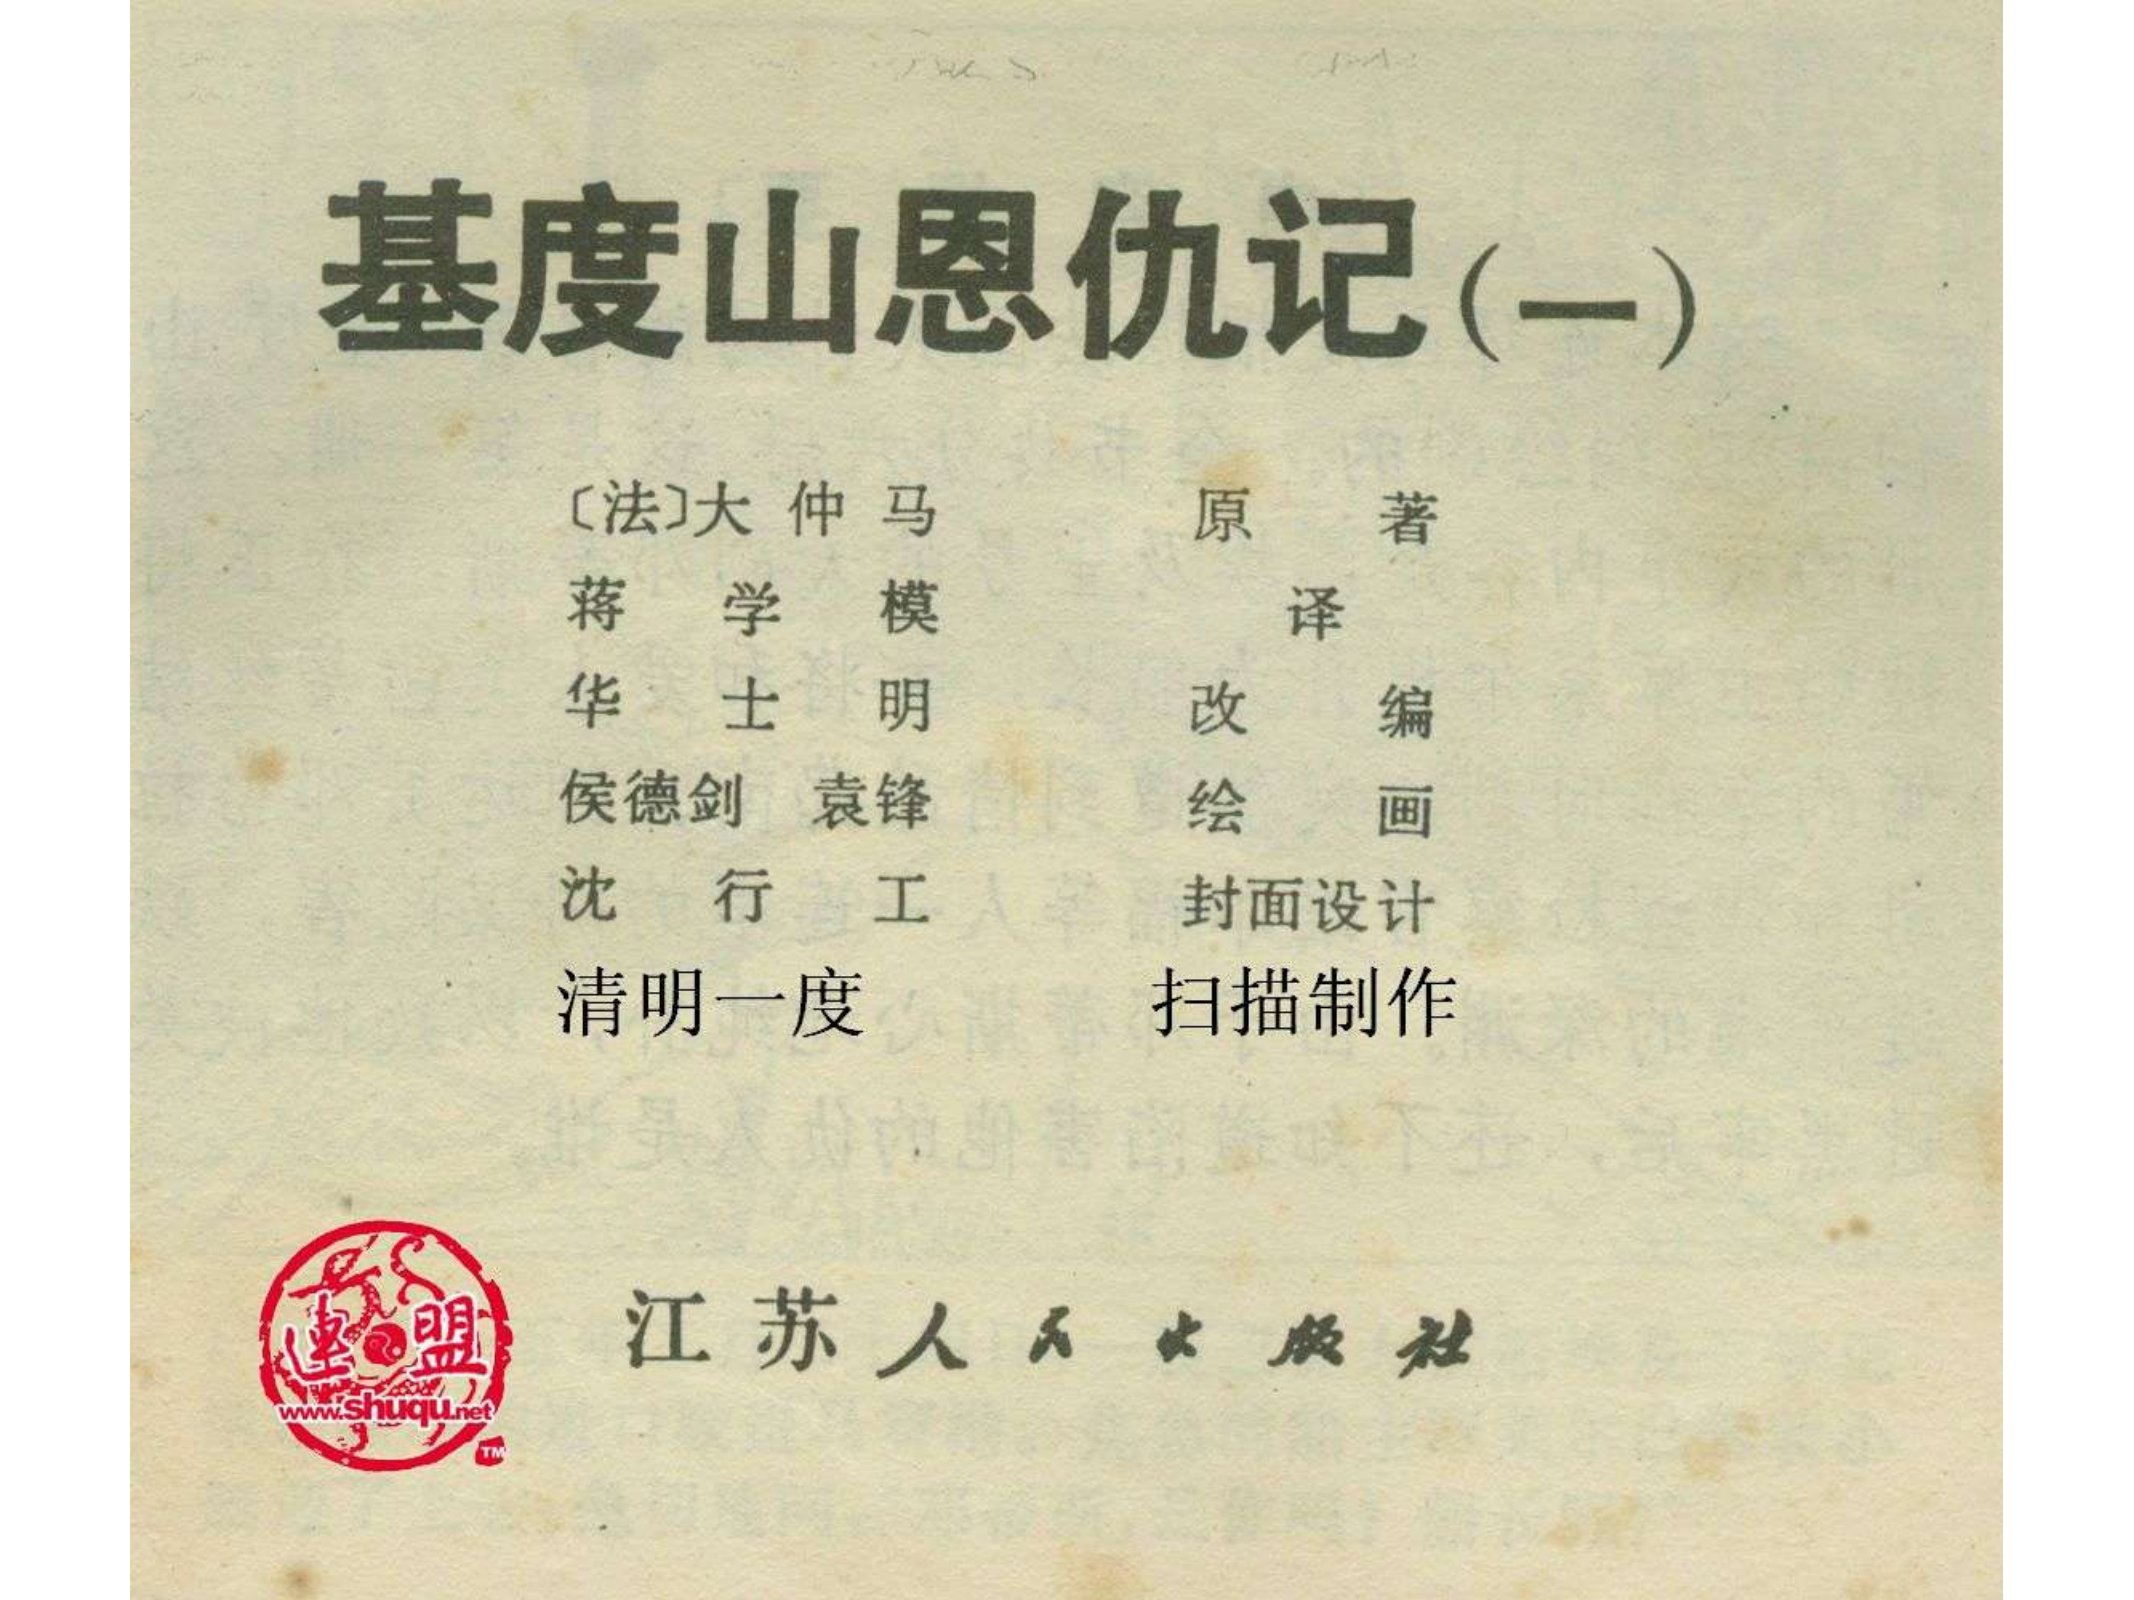 基度山恩仇记(一)
〔法〕大仲马 原著
蒋学模 译
华士明 改编
侯德剑 袁锋 绘画
沈行工 封面设计
清明一度 扫描制作
連盟
www.shuqu.net
TM
江苏人民出版社